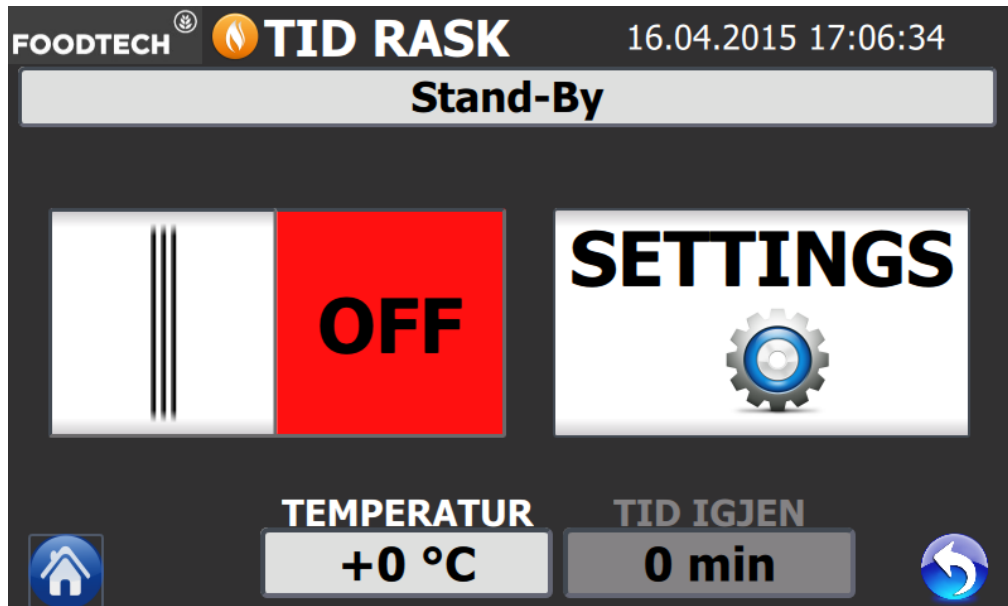 FOODTECH® TID RASK 16.04.2015 17:06:34
Stand-By
OFF
SETTINGS
TEMPERATUR TID IGJEN
+0 °C 0 min